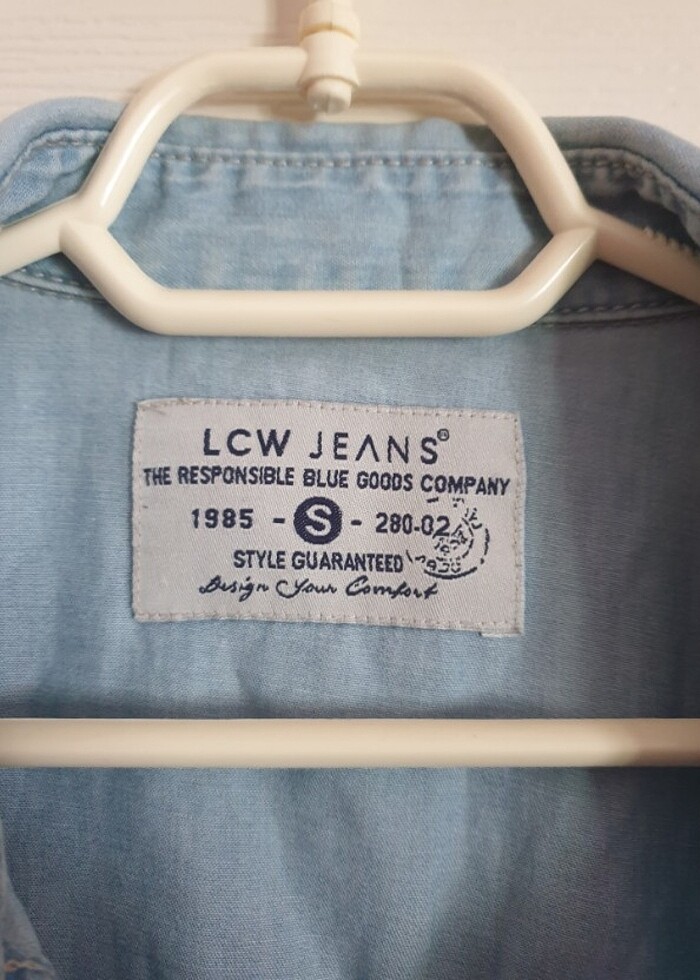 LCW JEANS®
THE RESPONSIBLE BLUE GOODS COMPANY
1985 - S - 280-02
STYLE GUARANTEED
Design Your Comfort